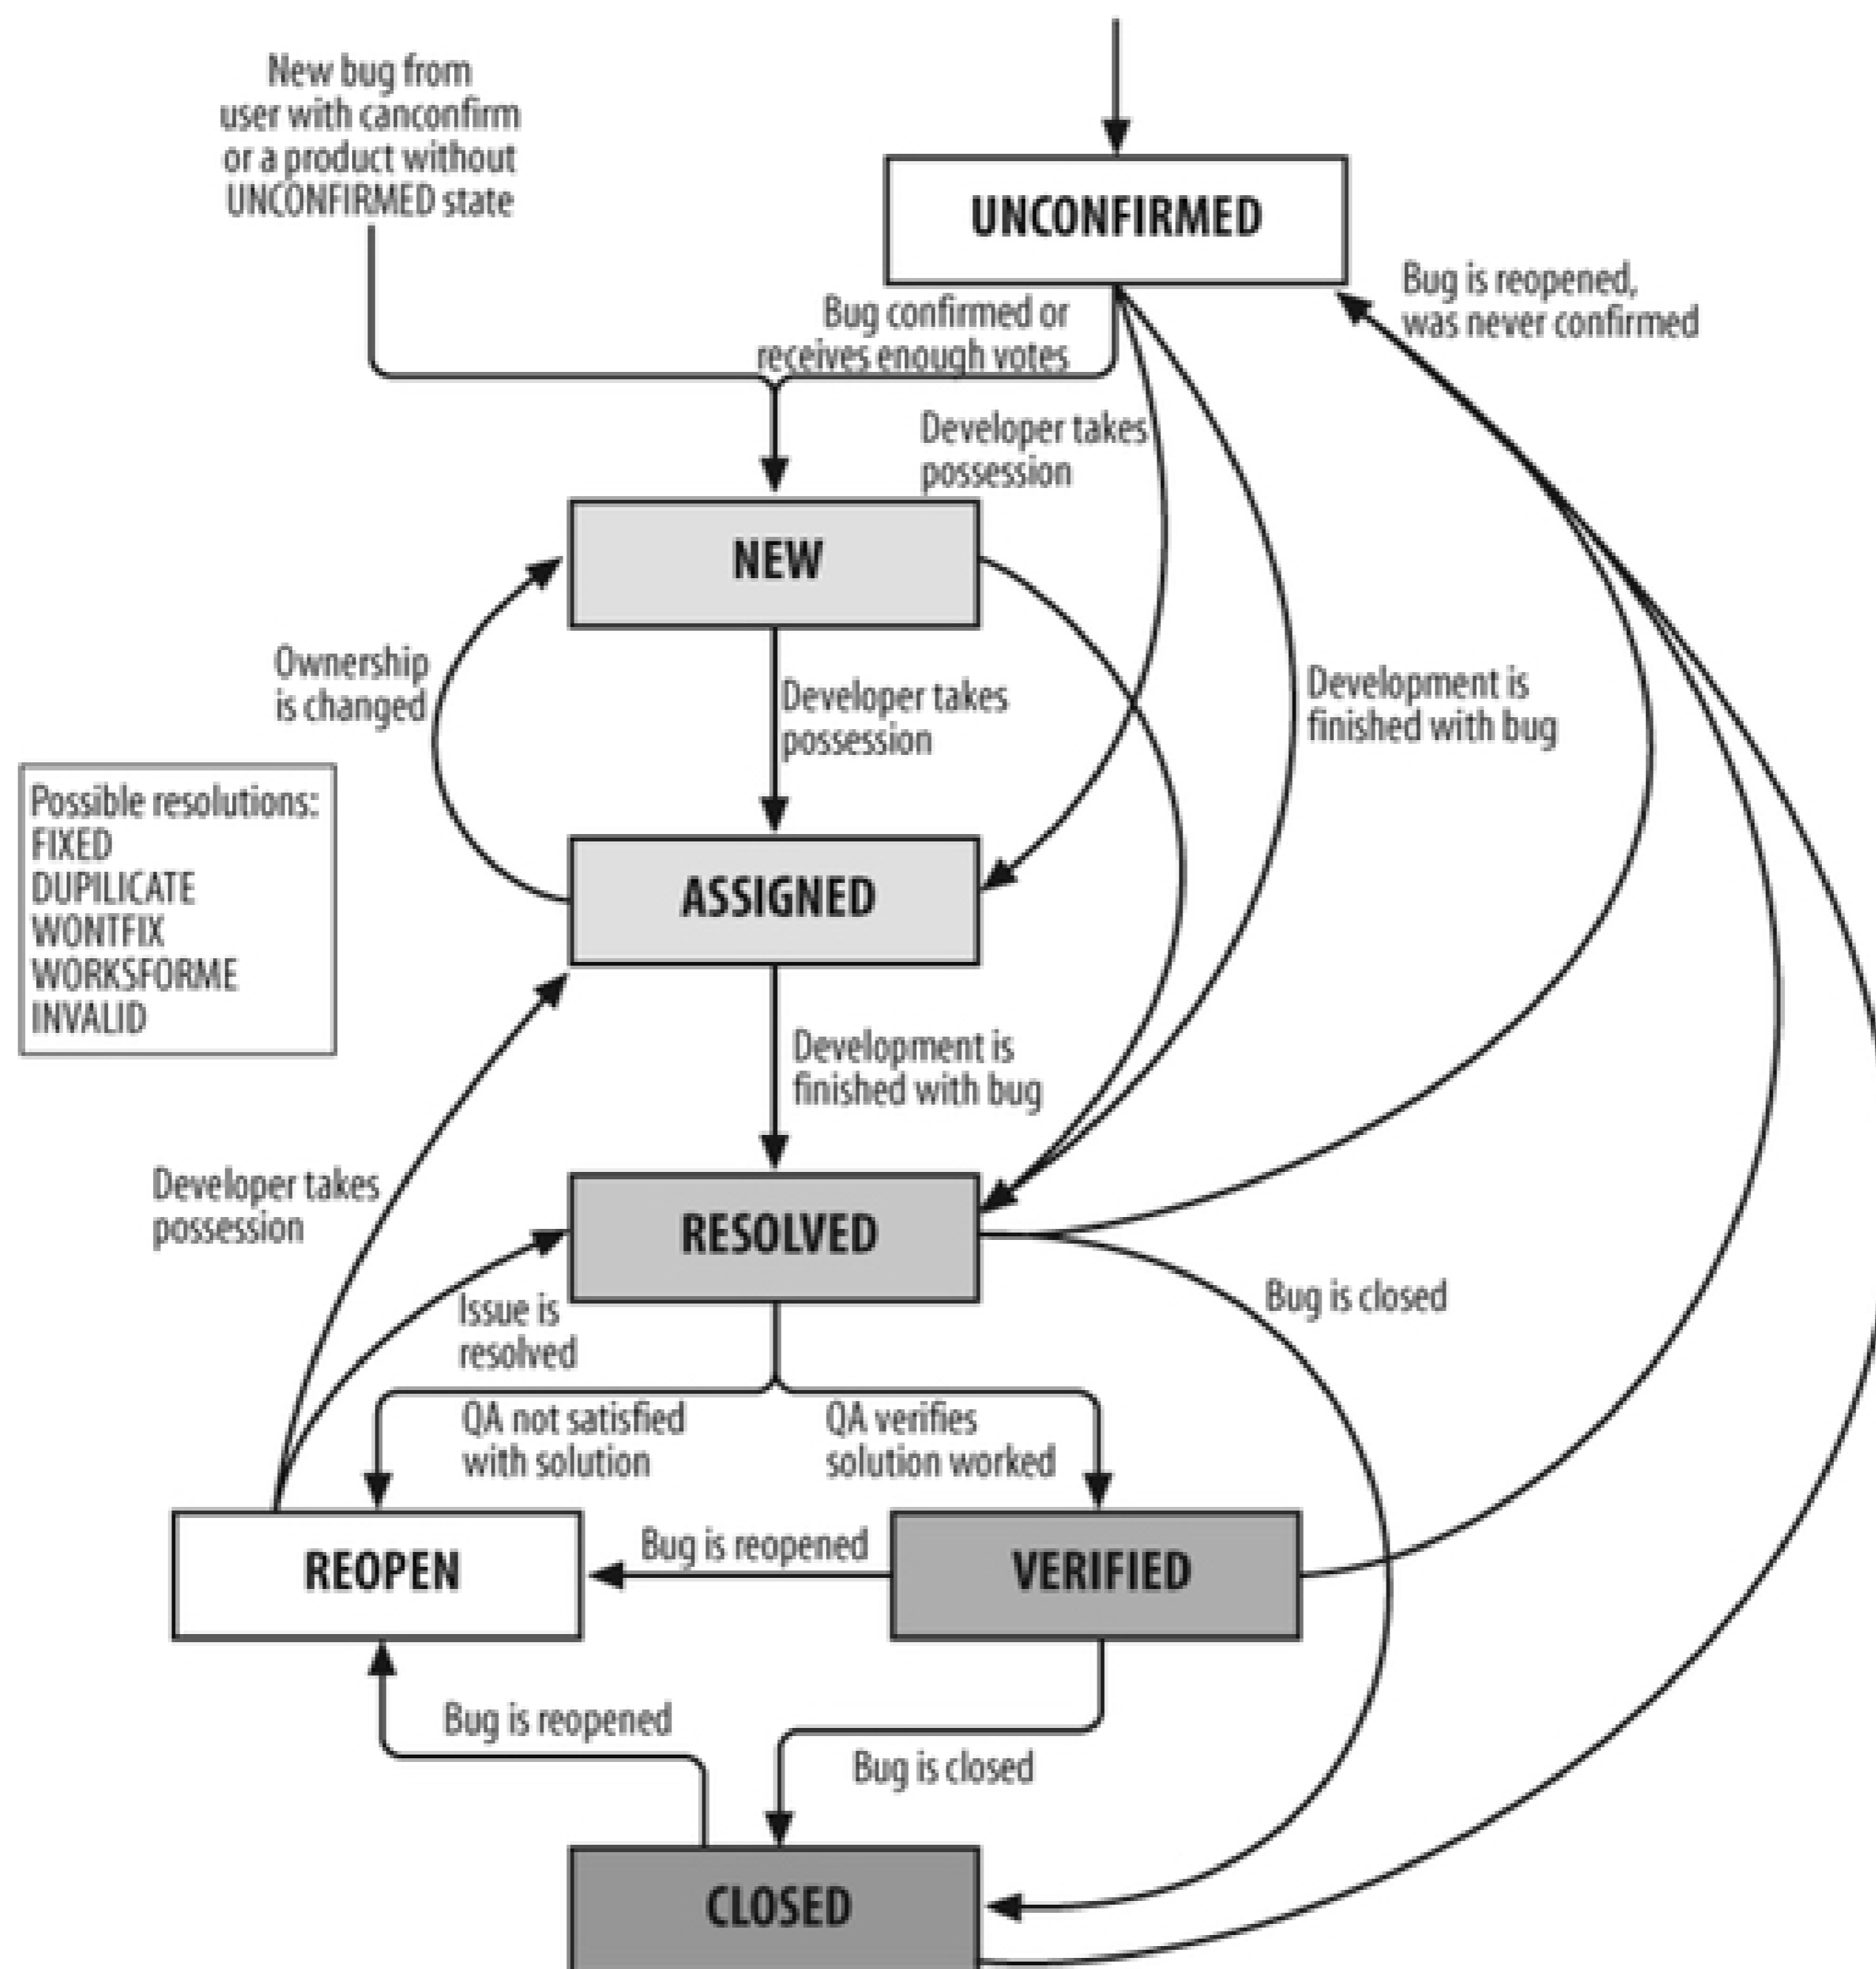 New bug from
user with canconfirm
or a product without
UNCONFIRMED state
UNCONFIRMED
Bug is reopened,
was never confirmed
Bug confirmed or
receives enough votes
Developer takes
possession
NEW
Ownership
is changed
Developer takes
possession
Development is
finished with bug
Possible resolutions:
FIXED
DUPILICATE
WONTFIX
WORKSFORME
INVALID
ASSIGNED
Development is
finished with bug
Developer takes
possession
RESOLVED
Issue is
resolved
Bug is closed
QA not satisfied
with solution
QA verifies
solution worked
REOPEN
Bug is reopened
VERIFIED
Bug is reopened
Bug is closed
CLOSED